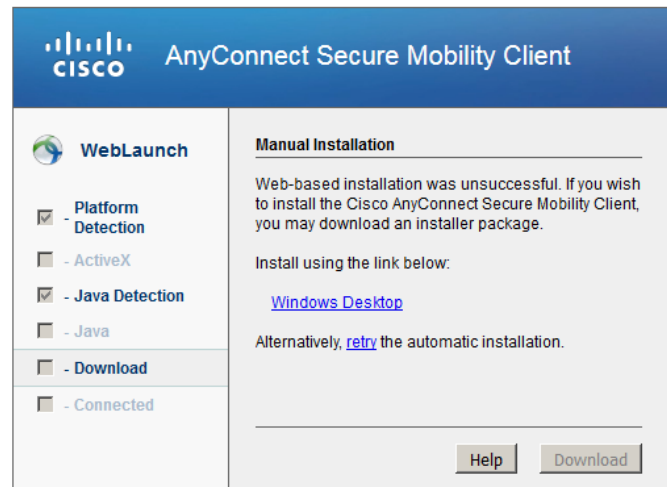 CISCO AnyConnect Secure Mobility Client
WebLaunch
- Platform
Detection
- ActiveX
- Java Detection
- Java
- Download
- Connected
Manual Installation
Web-based installation was unsuccessful. If you wish
to install the Cisco AnyConnect Secure Mobility Client,
you may download an installer package.
Install using the link below:
Windows Desktop
Alternatively, retry the automatic installation.
Help Download